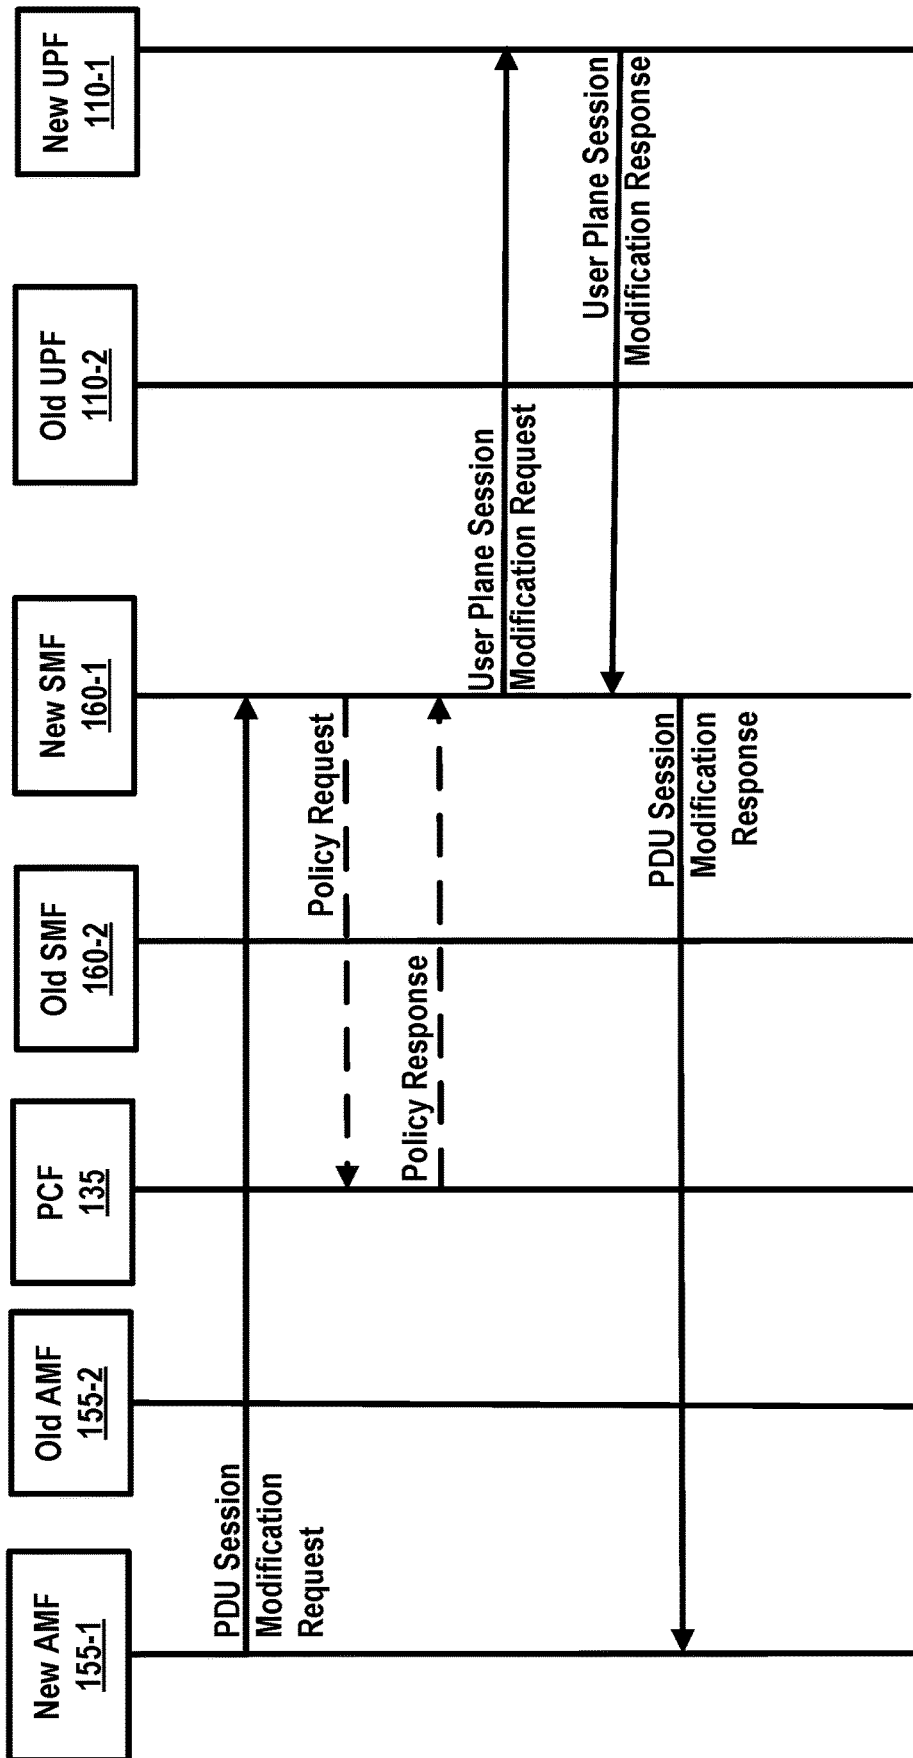 New AMF
155-1
Old AMF
155-2
PCF
135
Old SMF
160-2
New SMF
160-1
Old UPF
110-2
New UPF
110-1
PDU Session
Modification
Request
Policy Request
Policy Response
User Plane Session
Modification Request
User Plane Session
Modification Response
PDU Session
Modification
Response